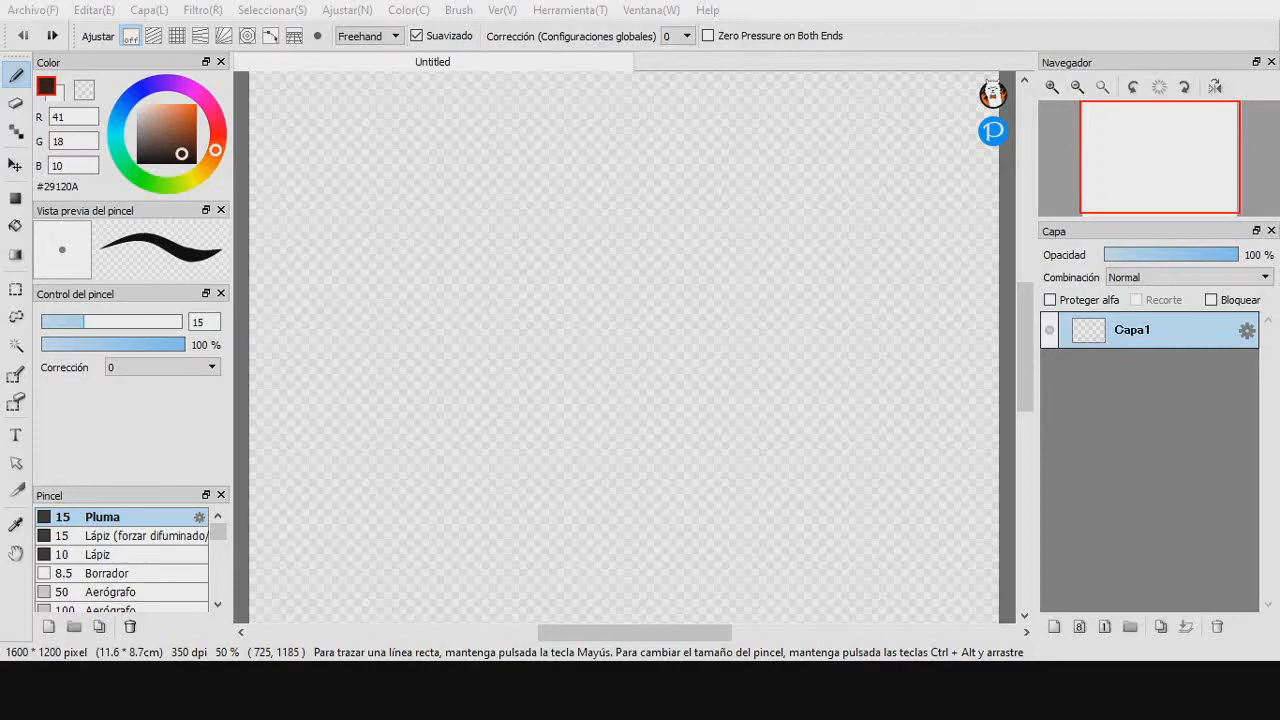 Archivo(F) Editar(E) Capa(L) Filtro(R) Seleccionar(S) Ajustar(N) Color(C) Brush Ver(V) Herramienta(T) Ventana(W) Help
Ajustar off Freehand Suavizado Corrección (Configuraciones globales) 0 Zero Pressure on Both Ends
Color
R 41
G 18
B 10
#29120A
Vista previa del pincel
Control del pincel
15
100 %
Corrección 0
Pincel
15 Pluma
15 Lápiz (forzar difuminado/
10 Lápiz
8.5 Borrador
50 Aerógrafo
100 Aerógrafo
Untitled
P
Navegador
Capa
Opacidad 100 %
Combinación Normal
Proteger alfa Recorte Bloquear
Capa1
8 1
T
1600 * 1200 pixel (11.6 * 8.7cm) 350 dpi 50 % ( 725, 1185 ) Para trazar una línea recta, mantenga pulsada la tecla Mayús. Para cambiar el tamaño del pincel, mantenga pulsada las teclas Ctrl + Alt y arrastre